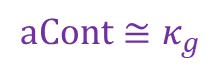 aCont ≅ κ_g